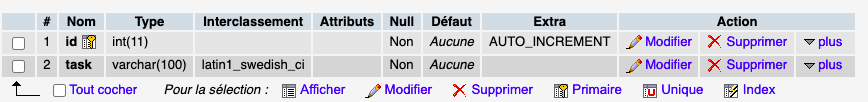 # Nom Type Interclassement Attributs Null Défaut Extra Action
1 id int(11) Non Aucune AUTO_INCREMENT Modifier Supprimer plus
2 task varchar(100) latin1_swedish_ci Non Aucune Modifier Supprimer plus
Tout cocher Pour la sélection : Afficher Modifier Supprimer Primaire Unique Index